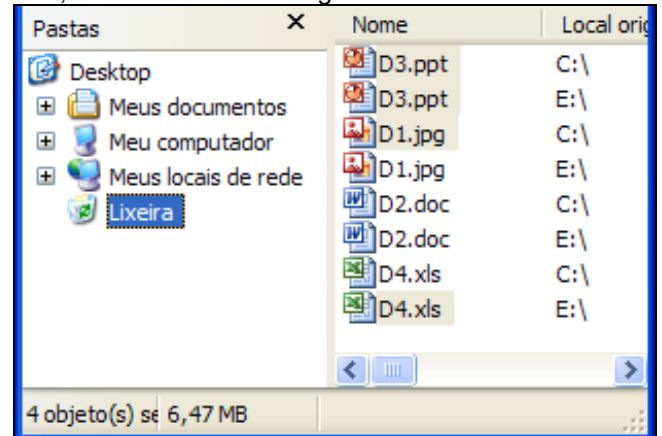 Pastas X Nome Local orig
Desktop
Meus documentos
Meu computador
Meus locais de rede
Lixeira
D3.ppt C:\
D3.ppt E:\
D1.jpg C:\
D1.jpg E:\
D2.doc C:\
D2.doc E:\
D4.xls C:\
D4.xls E:\
4 objeto(s) se 6,47 MB